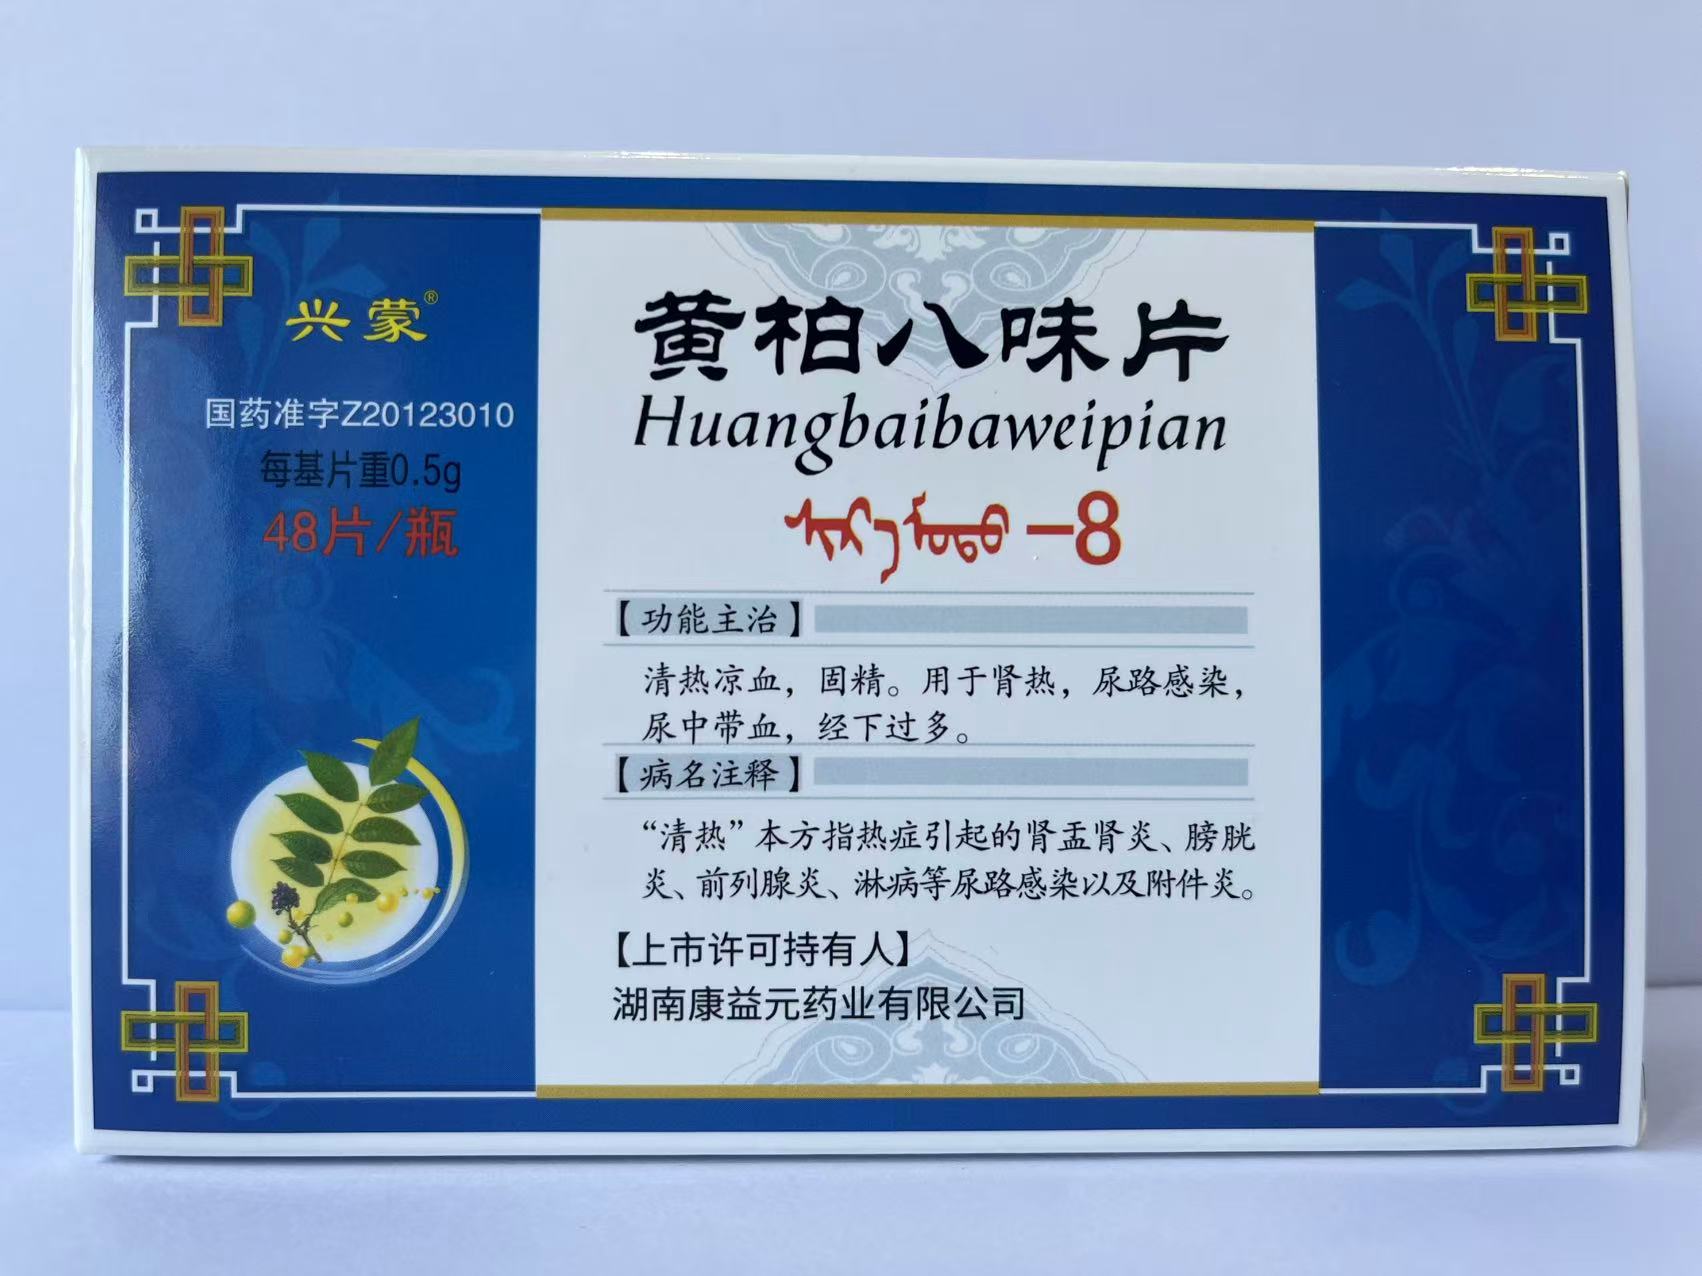 兴蒙®
国药准字Z20123010
每基片重0.5g
48片/瓶
黄柏八味片
Huangbaibaweipian
-8
【功能主治】
清热凉血，固精。用于肾热，尿路感染，
尿中带血，经下过多。
【病名注释】
“清热”本方指热症引起的肾盂肾炎、膀胱
炎、前列腺炎、淋病等尿路感染以及附件炎。
【上市许可持有人】
湖南康益元药业有限公司